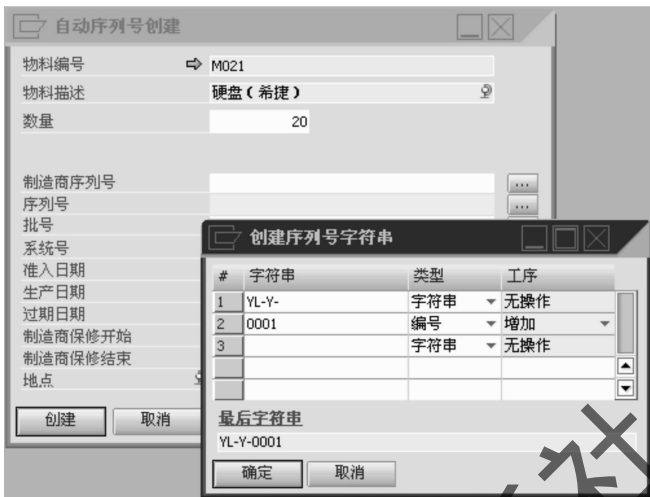 自动序列号创建
物料编号 M021
物料描述 硬盘(希捷)
数量 20
制造商序列号 ...
序列号 ...
批号
系统号
准入日期
生产日期
过期日期
制造商保修开始
制造商保修结束
地点
创建 取消
创建序列号字符串
# 字符串 类型 工序
1 YL-Y- 字符串 无操作
2 0001 编号 增加
3 字符串 无操作
最后字符串
YL-Y-0001
确定 取消
社